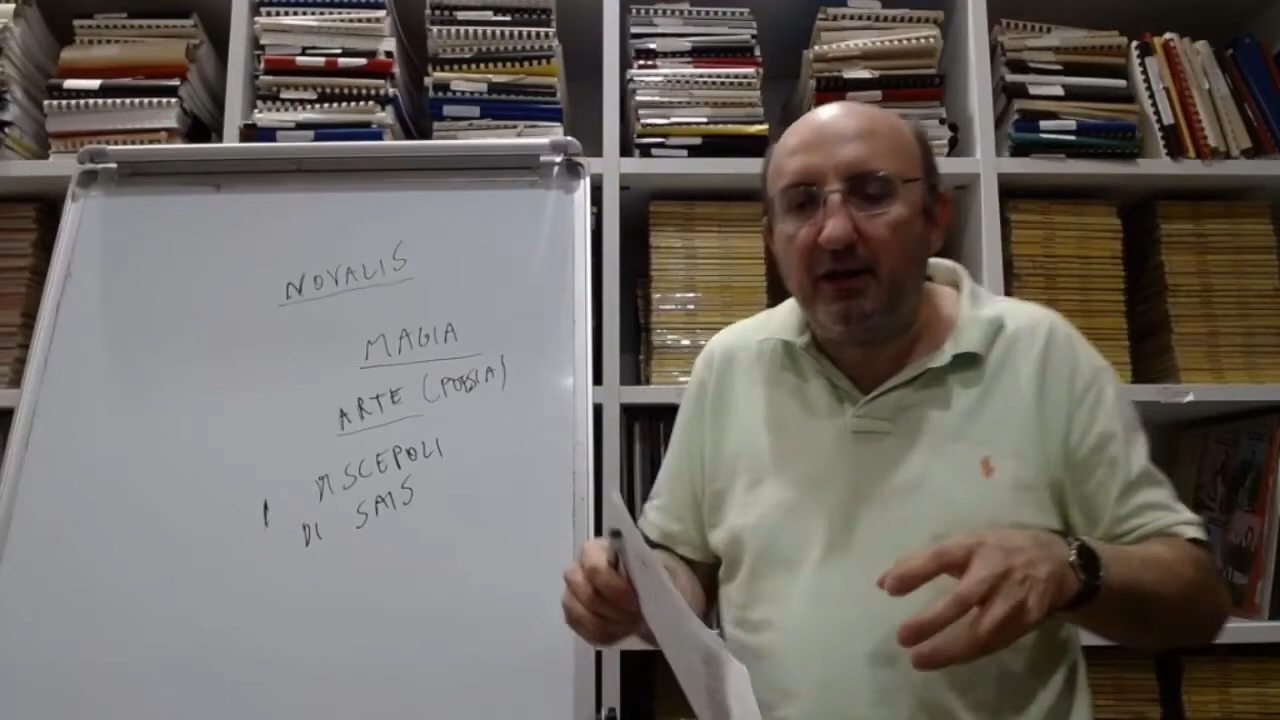 NOVALIS
MAGIA
ARTE (POESIA)
I DISCEPOLI
DI SAIS